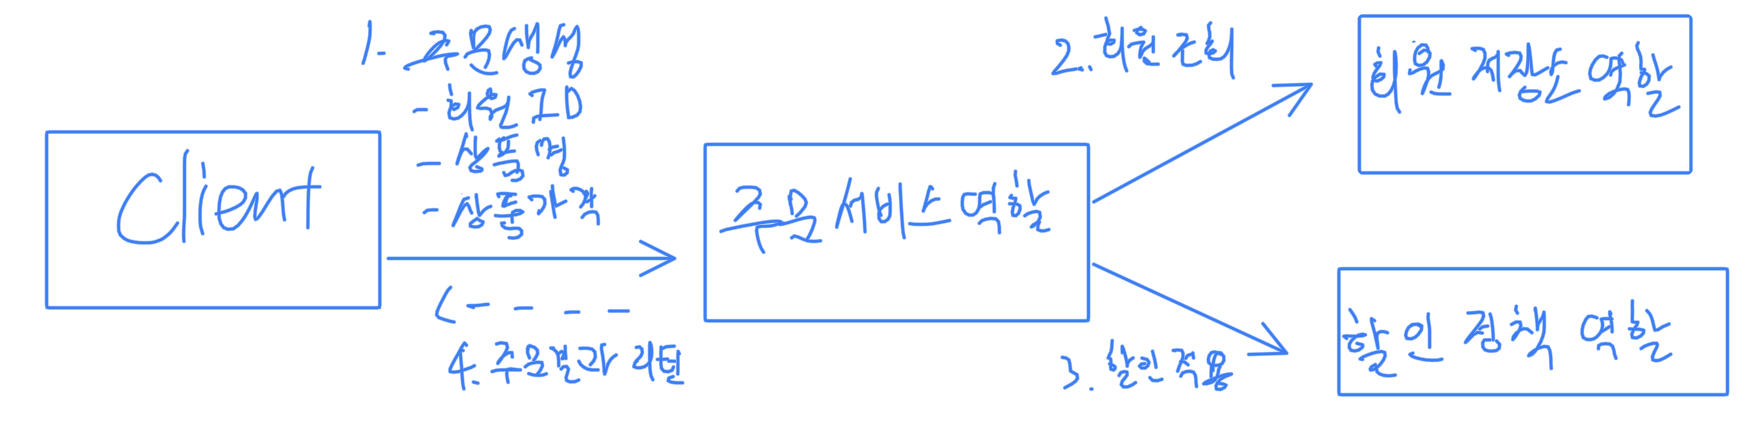 Client
1. 주문생성
- 회원 ID
- 상품명
- 상품가격
4. 주문결과 리턴
주문 서비스 역할
2. 회원 조회
3. 할인 적용
회원 저장소 역할
할인 정책 역할